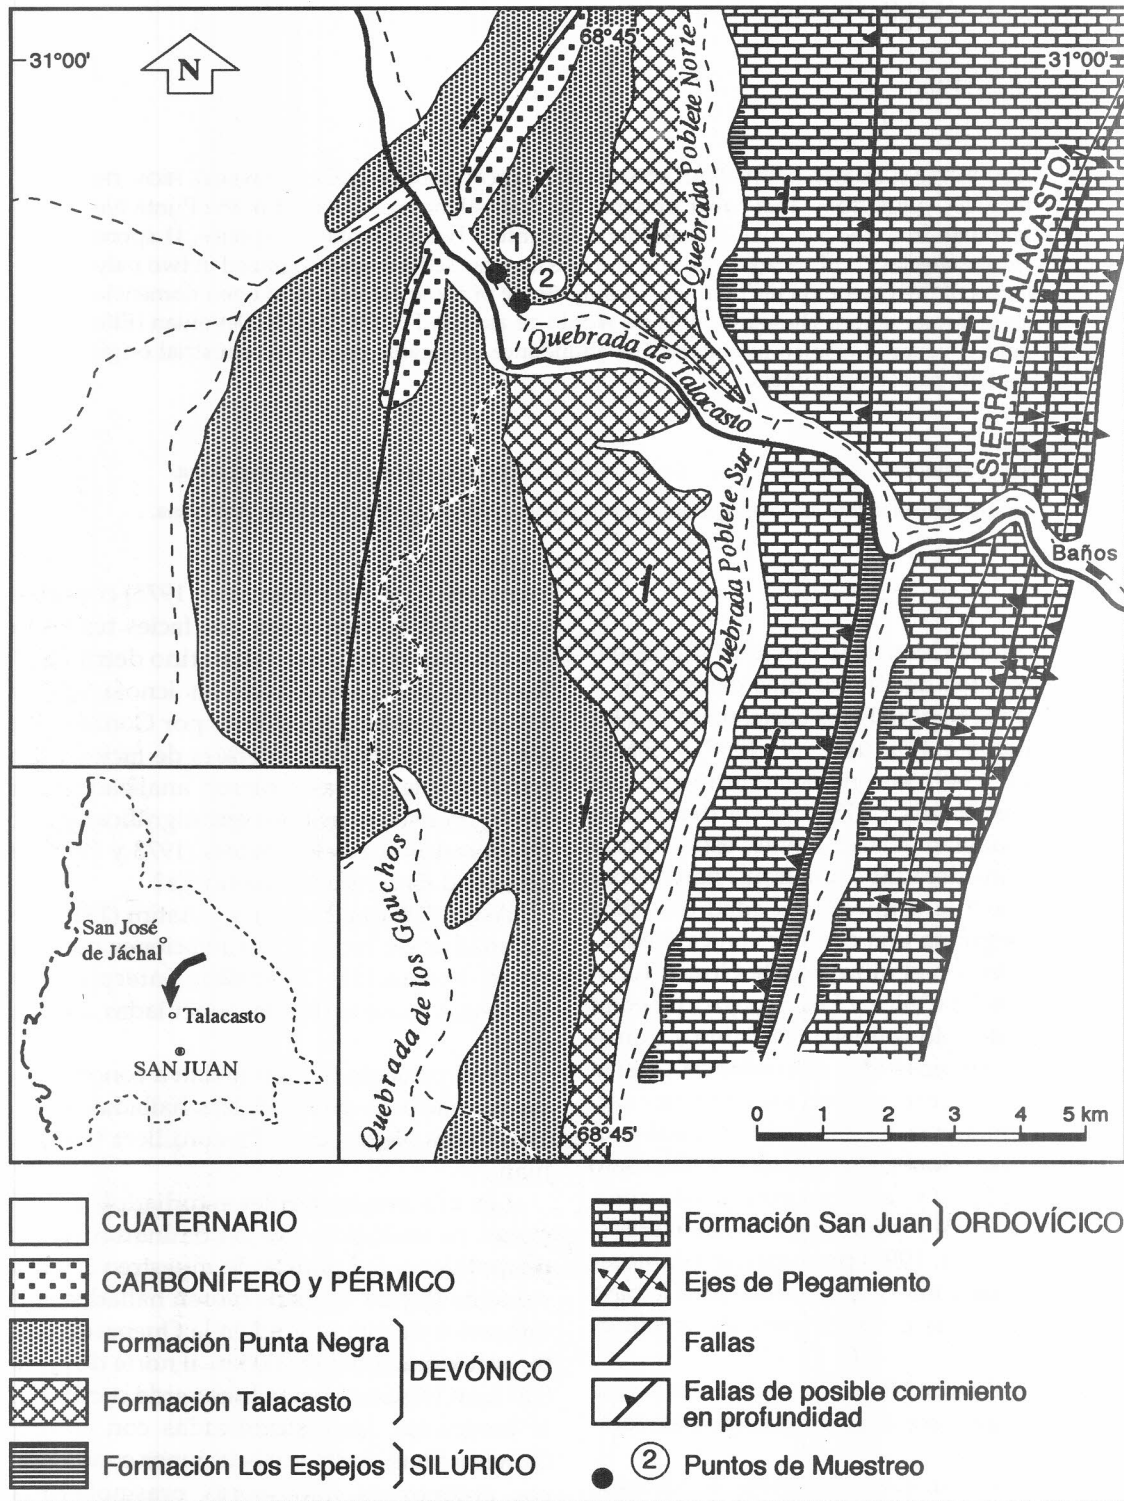 31°00'
N
68°45'
31°00'
Quebrada Poblete Norte
SIERRA DE TALACASTO
1
2
Quebrada de Talacasto
Quebrada Poblete Sur
Baños
San José
de Jáchal
Talacasto
SAN JUAN
Quebrada de los Gauchos
68°45'
0 1 2 3 4 5 km
CUATERNARIO
CARBONÍFERO y PÉRMICO
Formación Punta Negra
DEVÓNICO
Formación Talacasto
Formación Los Espejos SILÚRICO
Formación San Juan ORDOVÍCICO
Ejes de Plegamiento
Fallas
Fallas de posible corrimiento
en profundidad
2 Puntos de Muestreo